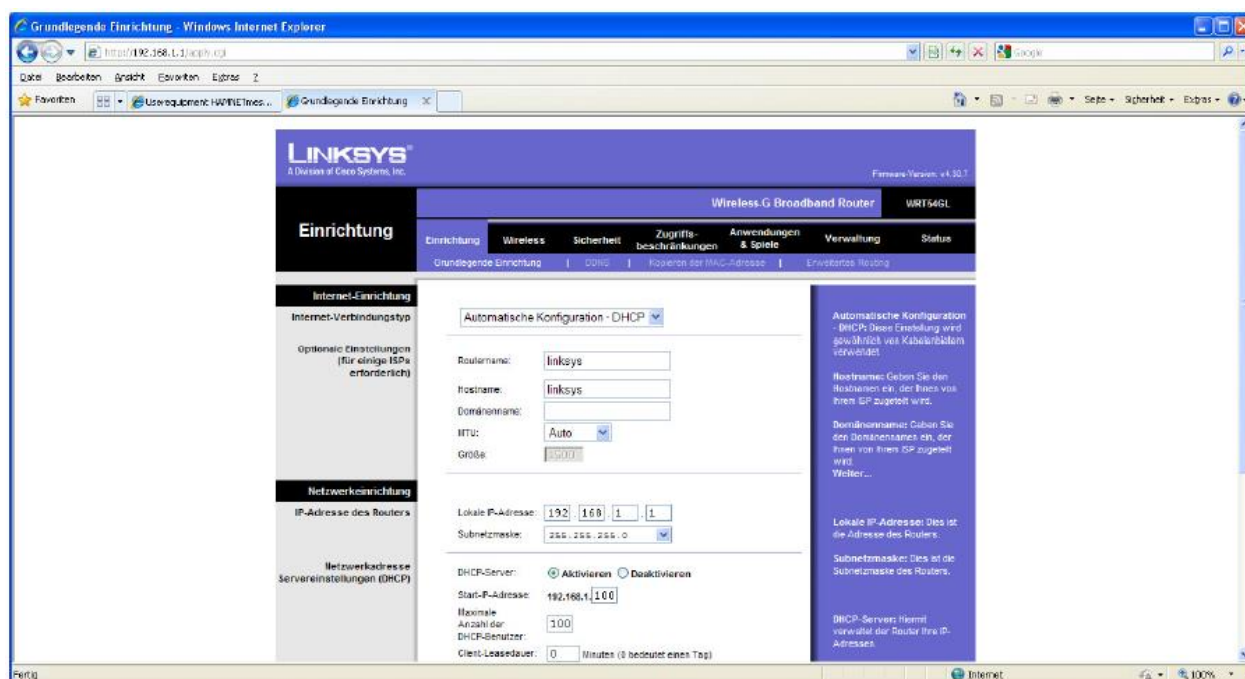 Grundlegende Einrichtung - Windows Internet Explorer
http://192.168.1.1/apply.cgi
Google
Datei Bearbeiten Ansicht Favoriten Extras ?
Favoriten
Userequipment HAMNETmes...
Grundlegende Einrichtung
Seite
Sicherheit
Extras
LINKSYS®
A Division of Cisco Systems, Inc.
Firmware-Version: v4.30.7
Wireless-G Broadband Router
WRT54GL
Einrichtung
Einrichtung
Wireless
Sicherheit
Zugriffs-
beschränkungen
Anwendungen
& Spiele
Verwaltung
Status
Grundlegende Einrichtung | DDNS | Kopieren der MAC-Adresse | Erweitertes Routing
Internet-Einrichtung
Internet-Verbindungstyp
Automatische Konfiguration - DHCP
Optionale Einstellungen
(für einige ISPs
erforderlich)
Routername: linksys
Hostname: linksys
Domänenname:
MTU: Auto
Größe: 1500
Netzwerkeinrichtung
IP-Adresse des Routers
Lokale IP-Adresse: 192 . 168 . 1 . 1
Subnetzmaske: 255.255.255.0
Netzwerkadresse
Servereinstellungen (DHCP)
DHCP-Server: Aktivieren Deaktivieren
Start-IP-Adresse: 192.168.1. 100
Maximale
Anzahl der
DHCP-Benutzer:
100
Client-Leasedauer: 0 Minuten (0 bedeutet einen Tag)
Automatische Konfiguration
- DHCP: Diese Einstellung wird
gewöhnlich von Kabelanbietern
verwendet.
Hostname: Geben Sie den
Hostnamen ein, der Ihnen von
Ihrem ISP zugeteilt wird.
Domänenname: Geben Sie
den Domänennamen ein, der
Ihnen von Ihrem ISP zugeteilt
wird.
Weiter...
Lokale IP-Adresse: Dies ist
die Adresse des Routers.
Subnetzmaske: Dies ist die
Subnetzmaske des Routers.
DHCP-Server: Hiermit
verwaltet der Router Ihre IP-
Adressen.
Fertig
Internet
100%